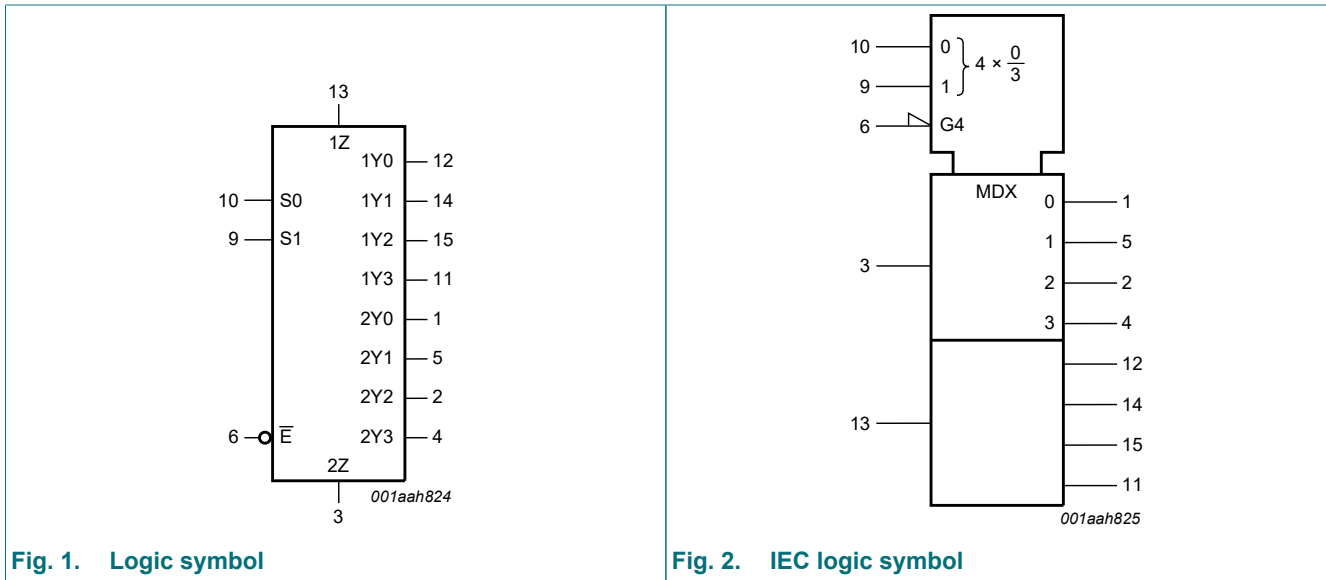 13
1Z
1Y0 12
10 S0 1Y1 14
9 S1 1Y2 15
1Y3 11
2Y0 1
2Y1 5
2Y2 2
6 E̅ 2Y3 4
2Z
001aah824
3
Fig. 1. Logic symbol
10 0 } 4 × 0/3
9 1
6 G4
MDX
0 1
1 5
3
2 2
3 4
12
14
13
15
11
001aah825
Fig. 2. IEC logic symbol